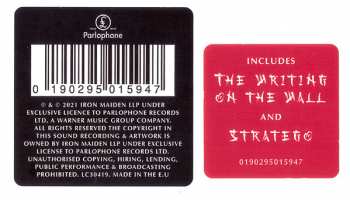 Parlophone
0 190295 015947
℗ & © 2021 IRON MAIDEN LLP UNDER
EXCLUSIVE LICENCE TO PARLOPHONE RECORDS
LTD, A WARNER MUSIC GROUP COMPANY.
ALL RIGHTS RESERVED THE COPYRIGHT IN
THIS SOUND RECORDING & ARTWORK IS
OWNED BY IRON MAIDEN LLP UNDER EXCLUSIVE
LICENCE TO PARLOPHONE RECORDS LTD.
UNAUTHORISED COPYING, HIRING, LENDING,
PUBLIC PERFORMANCE & BROADCASTING
PROHIBITED. LC30419. MADE IN THE E.U
INCLUDES
THE WRITING
ON THE WALL
AND
STRATEGO
0190295015947